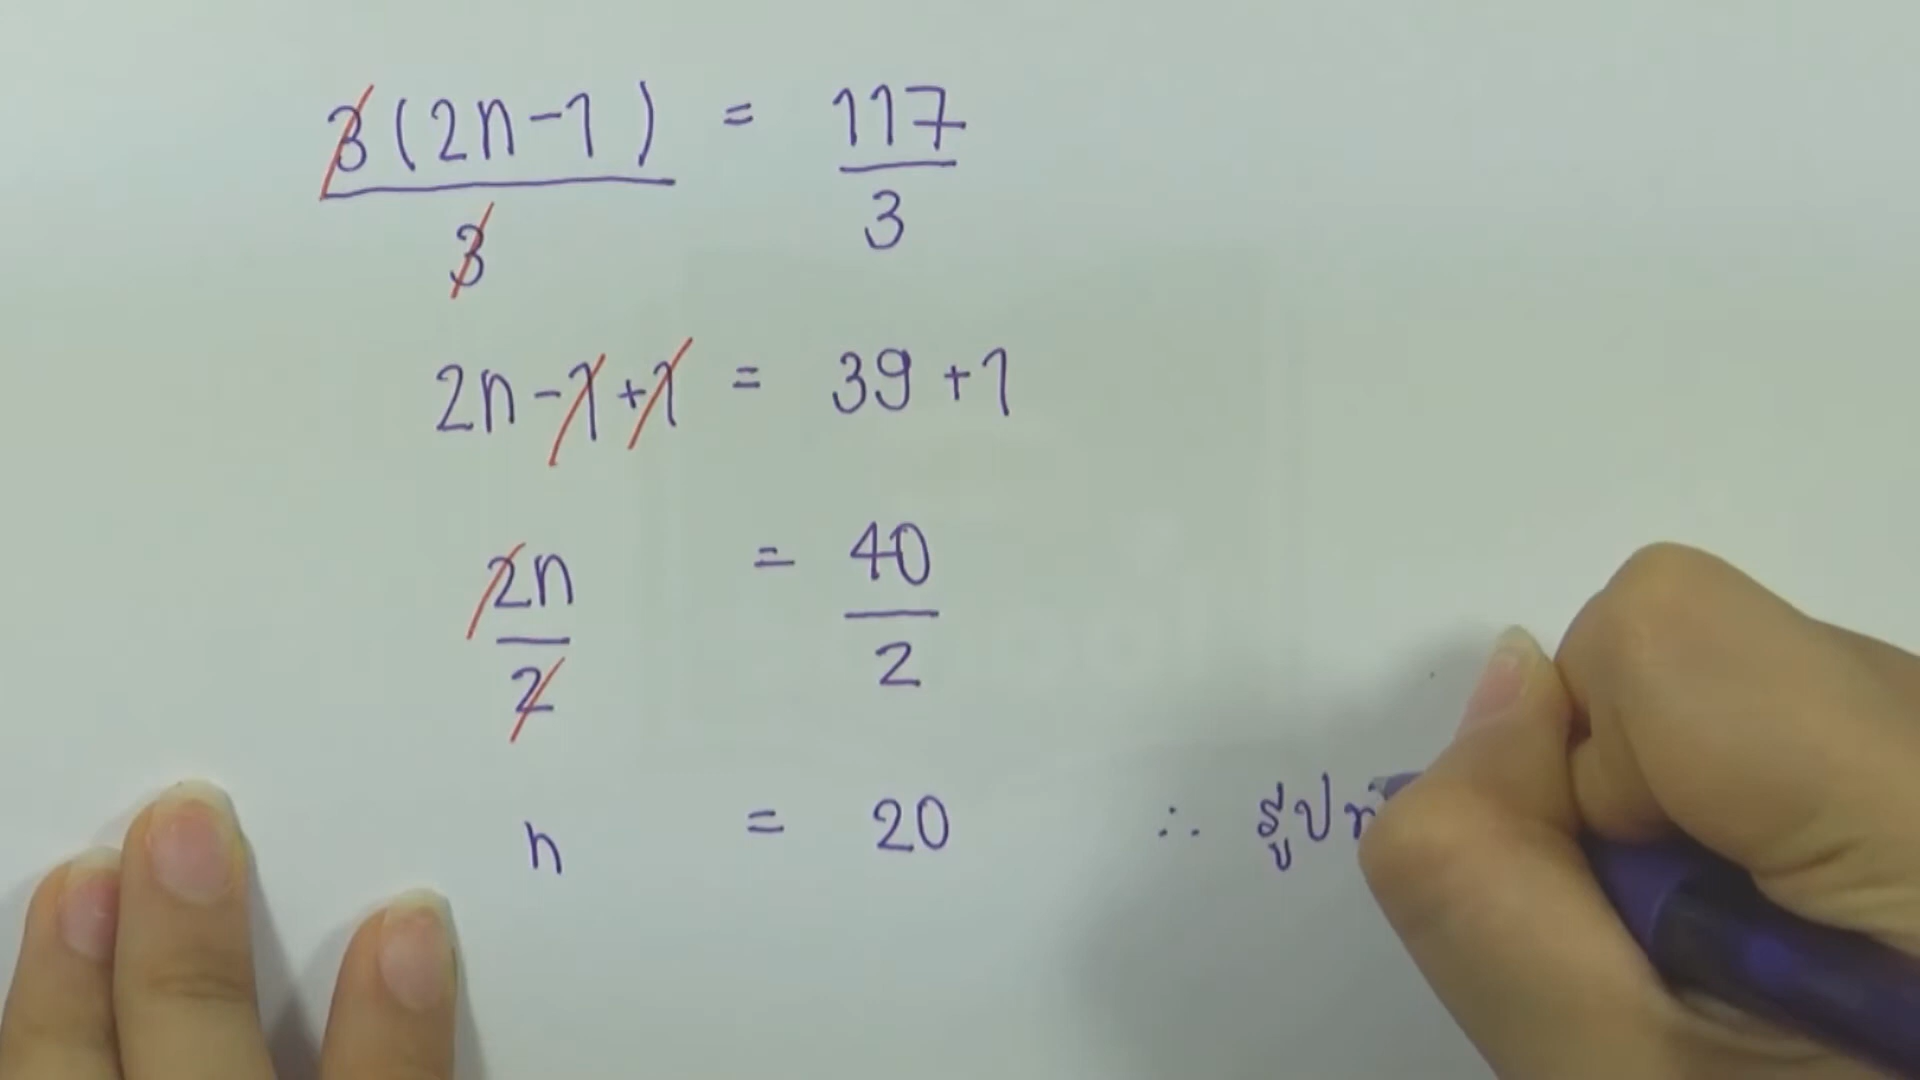 3(2n-1) = 117
3 3
2n-1+1 = 39+1
2n = 40
2 2
n = 20 ∴ รูป